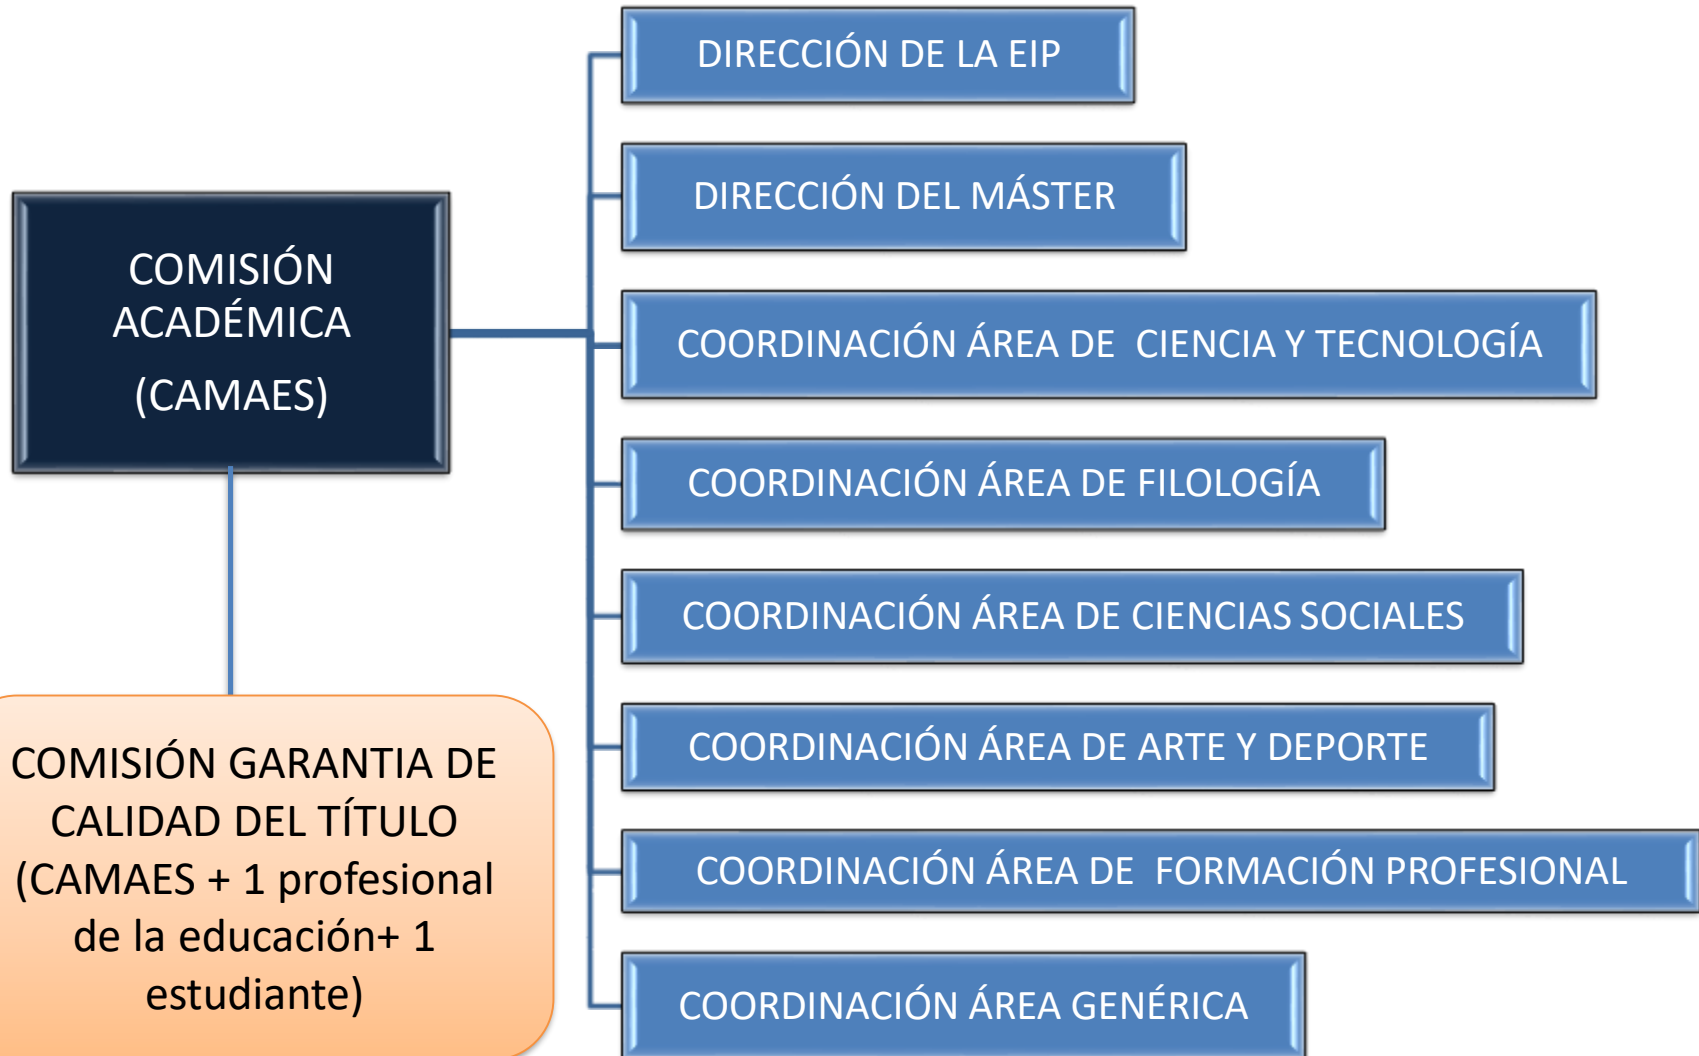 COMISIÓN
ACADÉMICA
(CAMAES)
COMISIÓN GARANTIA DE
CALIDAD DEL TÍTULO
(CAMAES + 1 profesional
de la educación+ 1
estudiante)
DIRECCIÓN DE LA EIP
DIRECCIÓN DEL MÁSTER
COORDINACIÓN ÁREA DE  CIENCIA Y TECNOLOGÍA
COORDINACIÓN ÁREA DE FILOLOGÍA
COORDINACIÓN ÁREA DE CIENCIAS SOCIALES
COORDINACIÓN ÁREA DE ARTE Y DEPORTE
COORDINACIÓN ÁREA DE  FORMACIÓN PROFESIONAL
COORDINACIÓN ÁREA GENÉRICA